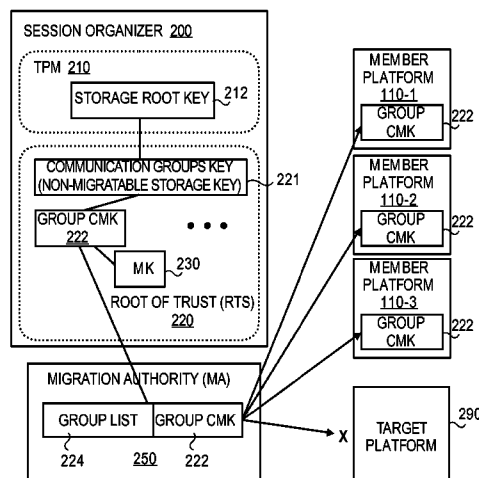 SESSION ORGANIZER 200
TPM 210
STORAGE ROOT KEY
212
COMMUNICATION GROUPS KEY
(NON-MIGRATABLE STORAGE KEY)
221
GROUP CMK
222
MK
230
ROOT OF TRUST (RTS)
220
MIGRATION AUTHORITY (MA)
GROUP LIST
GROUP CMK
224
250
222
MEMBER
PLATFORM
110-1
222
GROUP
CMK
MEMBER
PLATFORM
110-2
222
GROUP
CMK
MEMBER
PLATFORM
110-3
222
GROUP
CMK
X
TARGET
PLATFORM
290